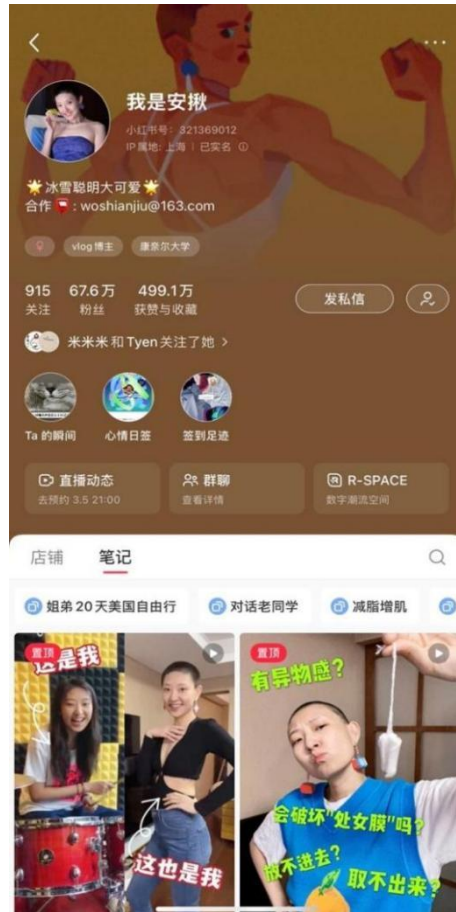 我是安揪
小红书号：321369012
IP属地：上海 | 已实名
🌟冰雪聪明大可爱🌟
合作📮：woshianjiu@163.com
vlog博主 康奈尔大学
915 67.6万 499.1万
关注 粉丝 获赞与收藏
发私信
米米米和Tyen关注了她 >
Ta 的瞬间 心情日签 签到足迹
直播动态 群聊 R-SPACE
去预约 3.5 21:00 查看详情 数字潮流空间
店铺 笔记
姐弟20天美国自由行 对话老同学 减脂增肌
置顶
这是我
这也是我
置顶
有异物感？
会破坏"处女膜"吗？
放不进去？
取不出来？